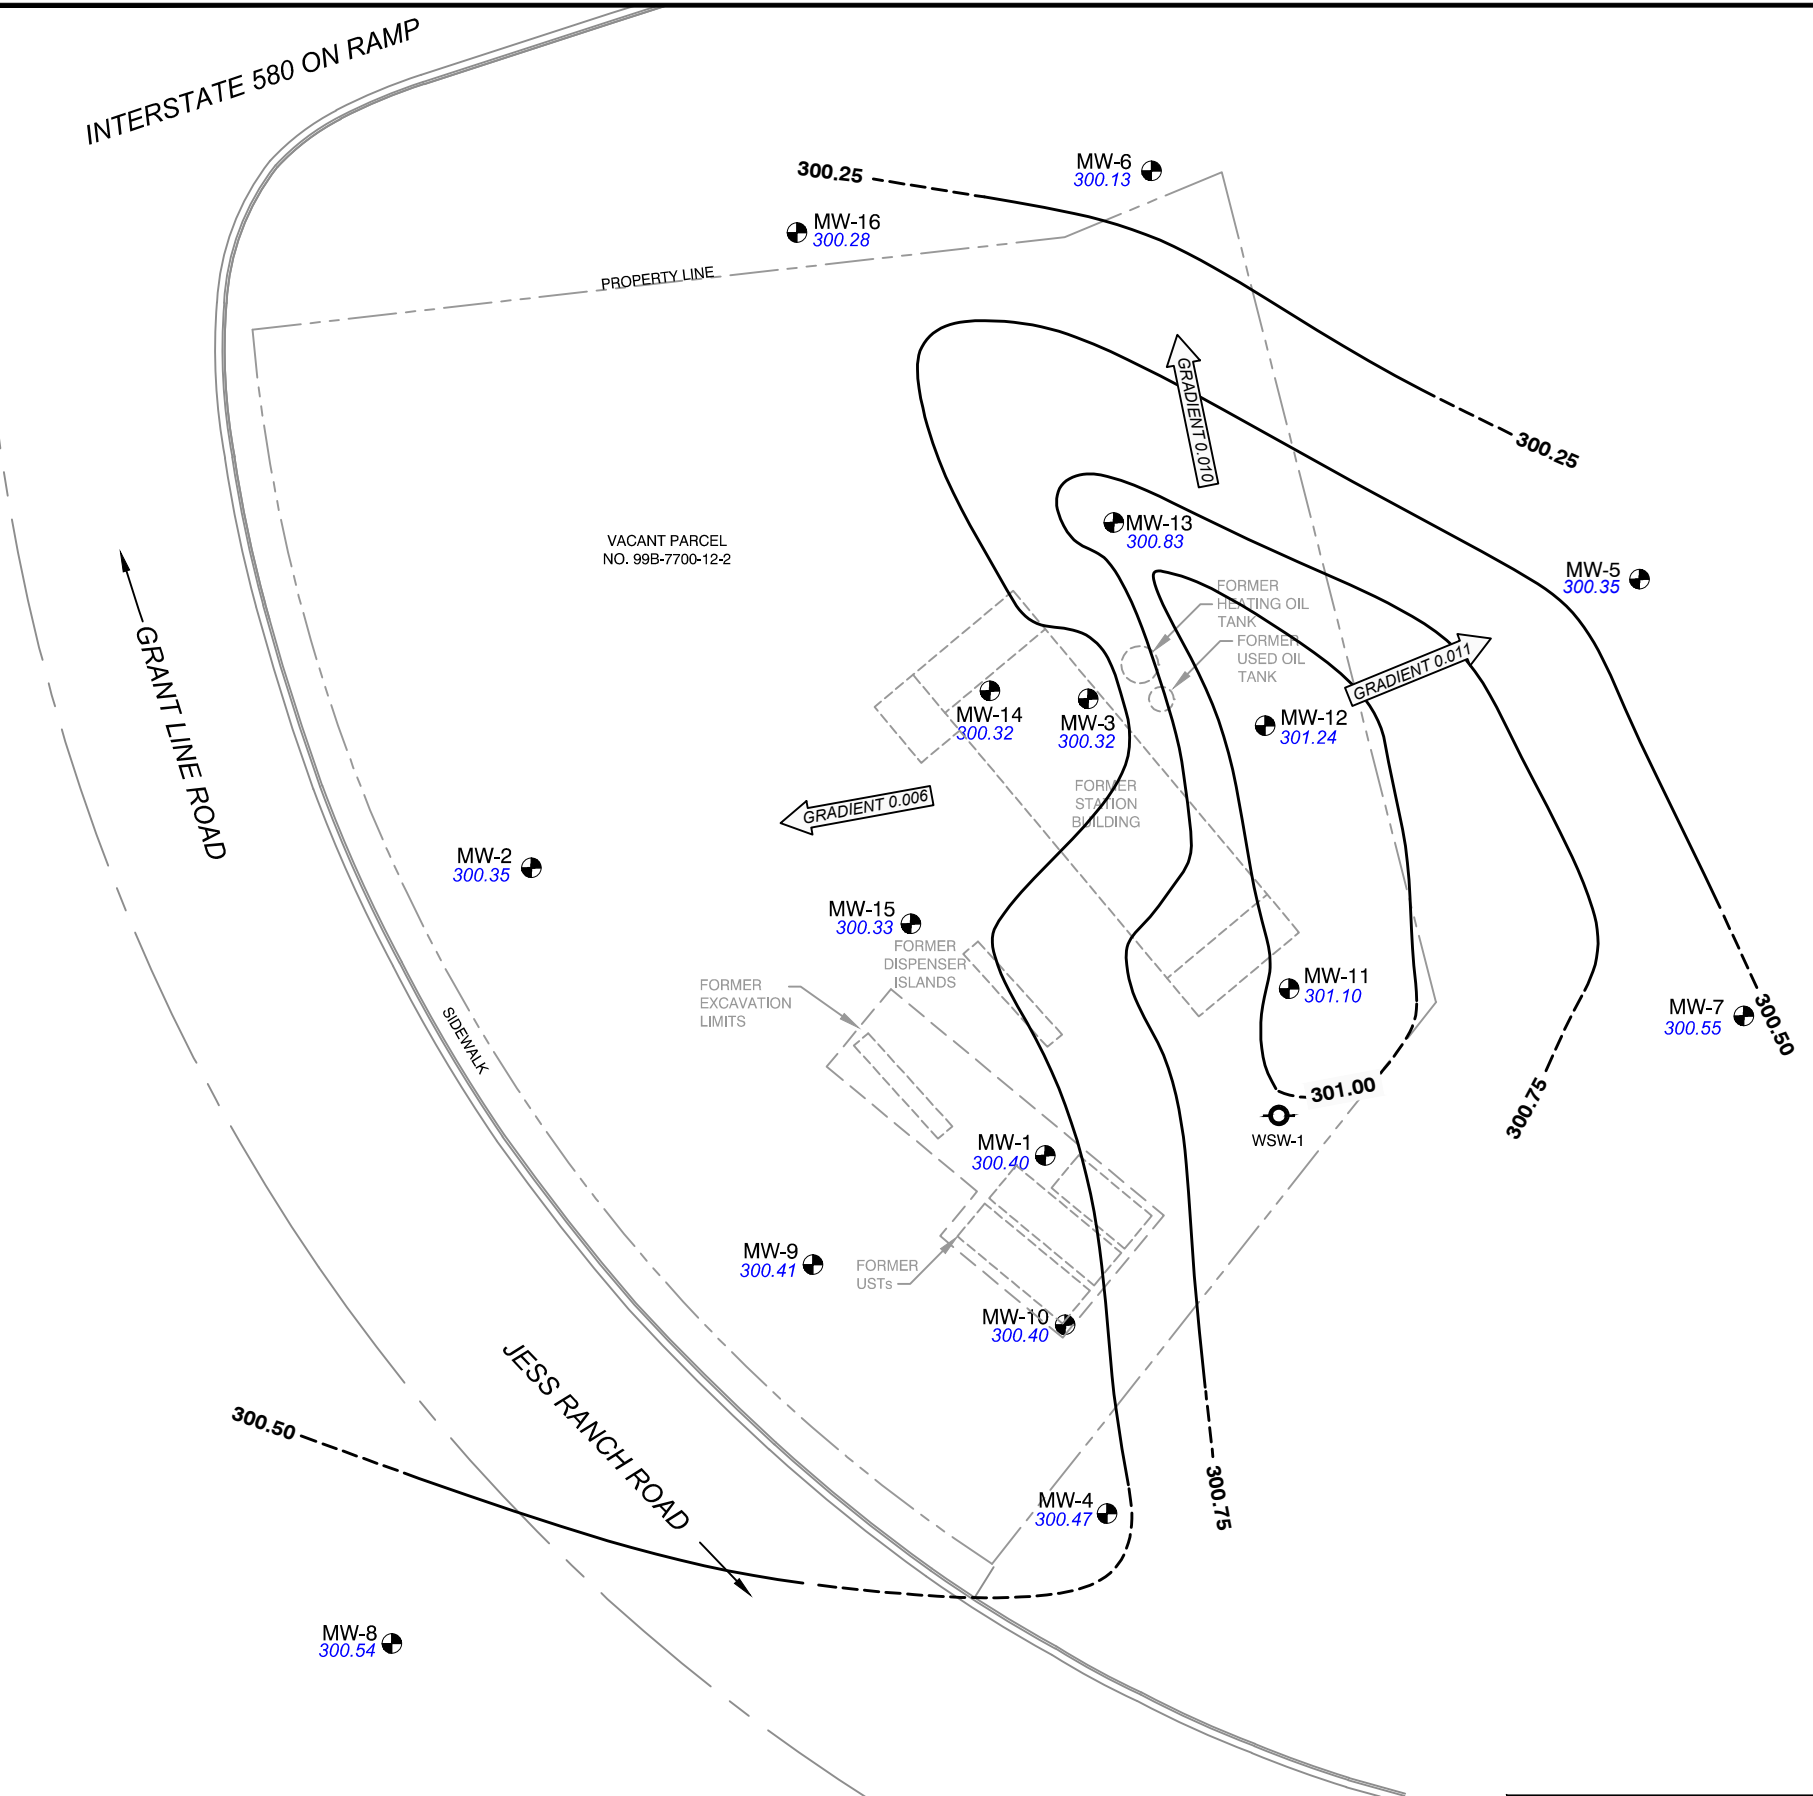 INTERSTATE 580 ON RAMP
300.25
MW-6
300.13
MW-16
300.28
PROPERTY LINE
GRADIENT 0.010
300.25
VACANT PARCEL
NO. 99B-7700-12-2
MW-13
300.83
MW-5
300.35
FORMER
HEATING OIL
TANK
FORMER
USED OIL
TANK
GRADIENT 0.011
GRANT LINE ROAD
MW-14
300.32
MW-3
300.32
MW-12
301.24
FORMER
STATION
BUILDING
GRADIENT 0.006
MW-2
300.35
MW-15
300.33
FORMER
DISPENSER
ISLANDS
FORMER
EXCAVATION
LIMITS
MW-11
301.10
MW-7
300.55
300.50
SIDEWALK
301.00
300.75
WSW-1
MW-1
300.40
MW-9
300.41
FORMER
USTs
MW-10
300.40
JESS RANCH ROAD
300.50
300.75
MW-4
300.47
MW-8
300.54